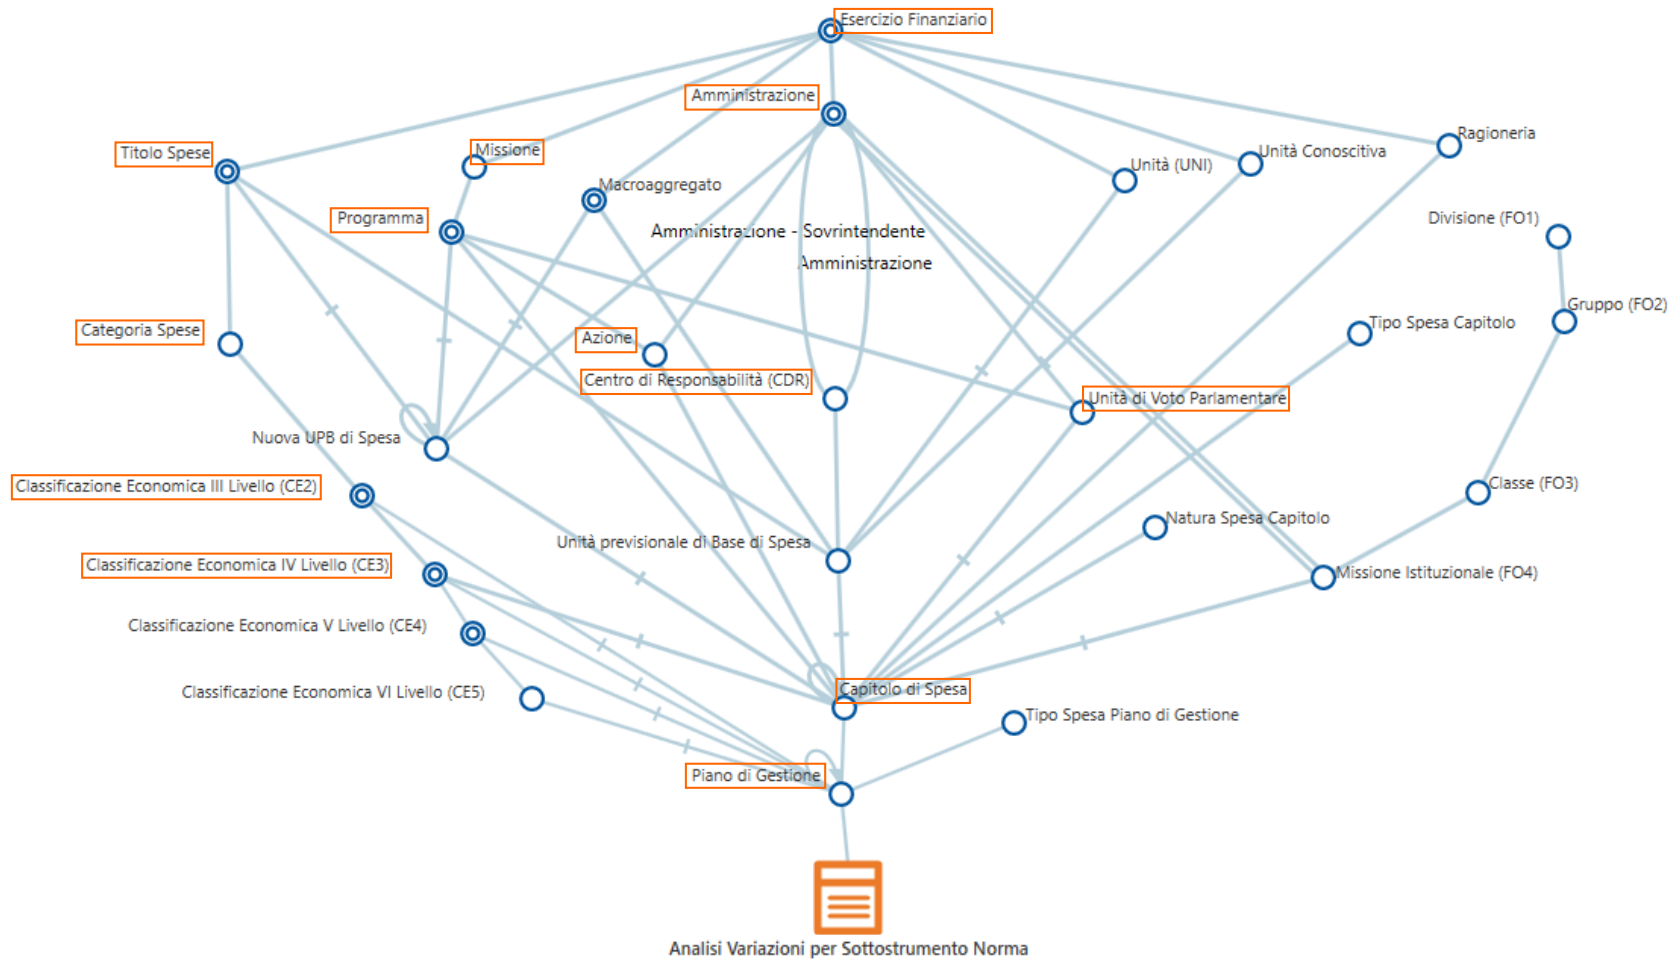 Esercizio Finanziario
Amministrazione
Ragioneria
Titolo Spese
Missione
Unità Conoscitiva
Unità (UNI)
Macroaggregato
Programma
Divisione (FO1)
Amministrazione - Sovrintendente
Amministrazione
Gruppo (FO2)
Categoria Spese
Tipo Spesa Capitolo
Azione
Centro di Responsabilità (CDR)
Unità di Voto Parlamentare
Nuova UPB di Spesa
Classificazione Economica III Livello (CE2)
Classe (FO3)
Natura Spesa Capitolo
Unità previsionale di Base di Spesa
Classificazione Economica IV Livello (CE3)
Missione Istituzionale (FO4)
Classificazione Economica V Livello (CE4)
Classificazione Economica VI Livello (CE5)
Capitolo di Spesa
Tipo Spesa Piano di Gestione
Piano di Gestione
Analisi Variazioni per Sottostrumento Norma